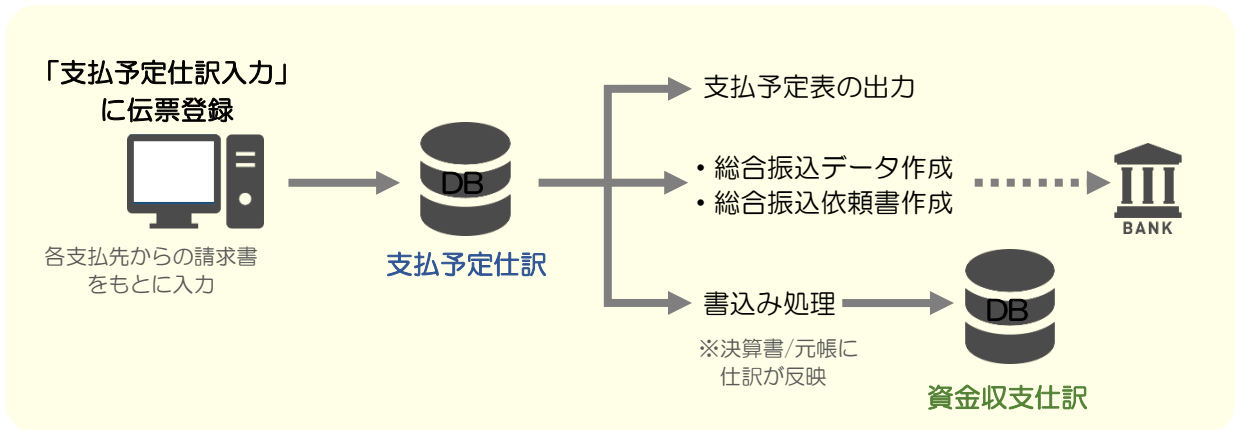 「支払予定仕訳入力」
に伝票登録
各支払先からの請求書
をもとに入力
DB
支払予定仕訳
支払予定表の出力
・総合振込データ作成
・総合振込依頼書作成
BANK
書込み処理
※決算書/元帳に
仕訳が反映
DB
資金収支仕訳